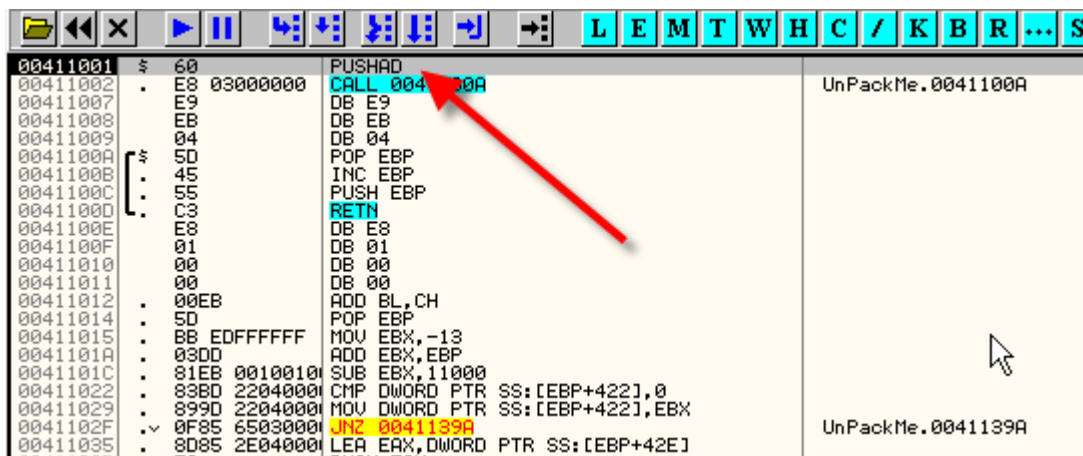 L E M T W H C / K B R ... S
00411001 $ 60 PUSHAD
00411002 . E8 03000000 CALL 0041100A UnPackMe.0041100A
00411007 E9 DB E9
00411008 EB DB EB
00411009 04 DB 04
0041100A $ 5D POP EBP
0041100B . 45 INC EBP
0041100C . 55 PUSH EBP
0041100D . C3 RETN
0041100E E8 DB E8
0041100F 01 DB 01
00411010 00 DB 00
00411011 00 DB 00
00411012 . 00EB ADD BL,CH
00411014 . 5D POP EBP
00411015 . BB EDFFFFFF MOV EBX,-13
0041101A . 03DD ADD EBX,EBP
0041101C . 81EB 0010010 SUB EBX,11000
00411022 . 83BD 2204000 CMP DWORD PTR SS:[EBP+422],0
00411029 . 899D 2204000 MOV DWORD PTR SS:[EBP+422],EBX
0041102F .v 0F85 6503000 JNZ 0041139A UnPackMe.0041139A
00411035 . 8D85 2E04000 LEA EAX,DWORD PTR SS:[EBP+42E]